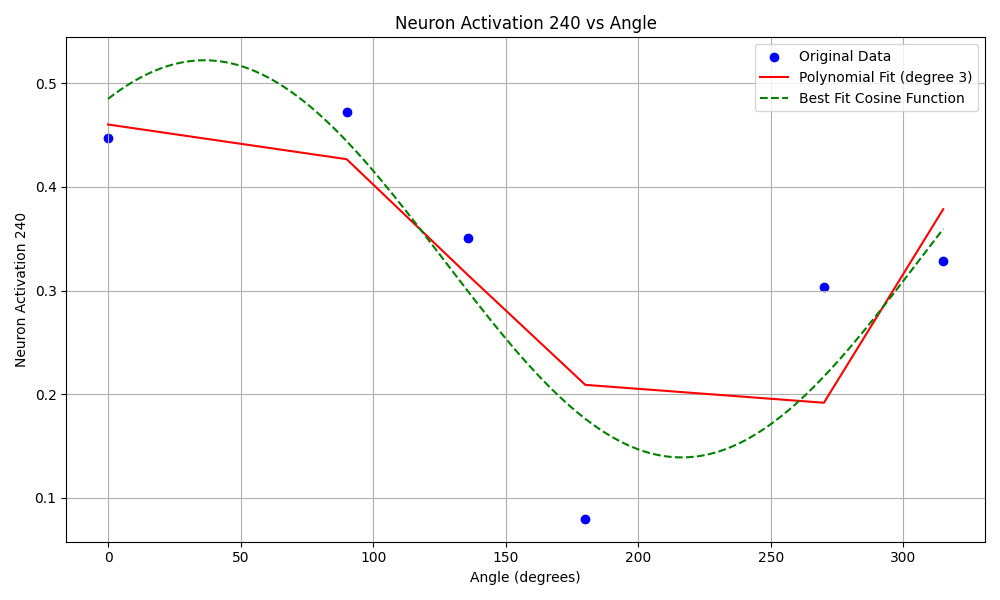 Neuron Activation 240 vs Angle
Original Data
Polynomial Fit (degree 3)
Best Fit Cosine Function
Neuron Activation 240
0.5
0.4
0.3
0.2
0.1
0 50 100 150 200 250 300
Angle (degrees)